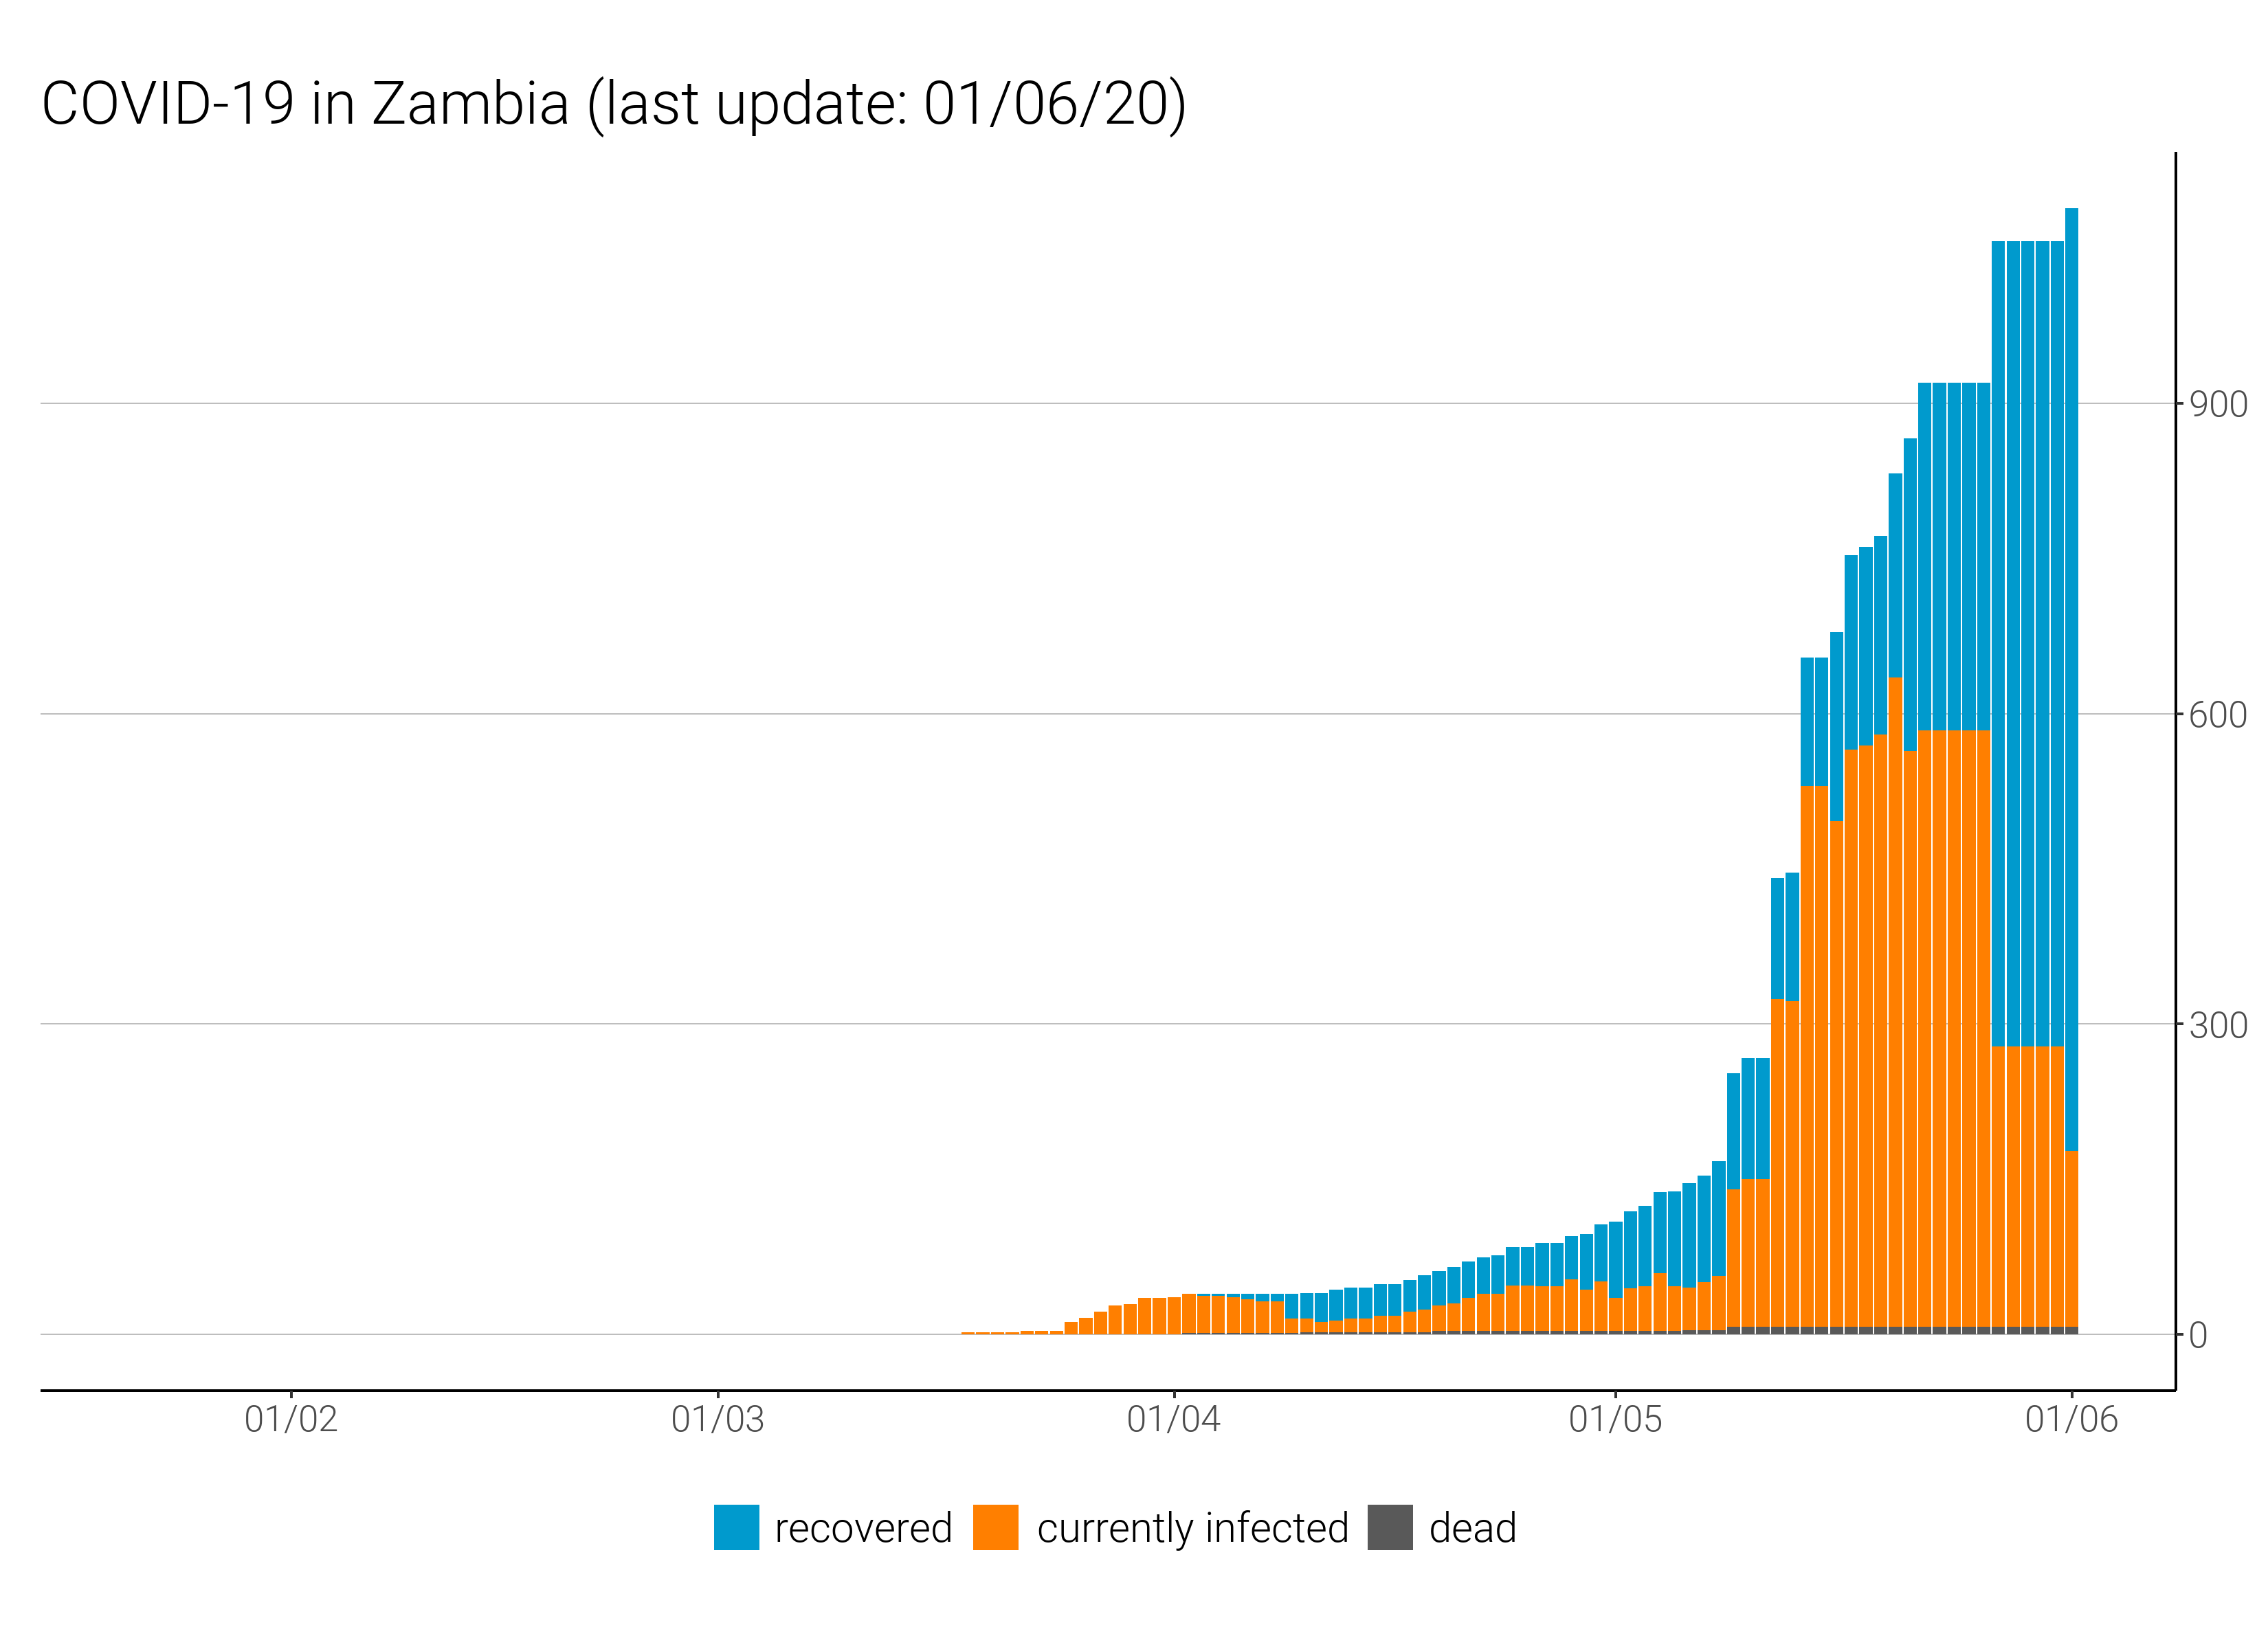 COVID-19 in Zambia (last update: 01/06/20)
900
600
300
0
01/02 01/03 01/04 01/05 01/06
recovered currently infected dead